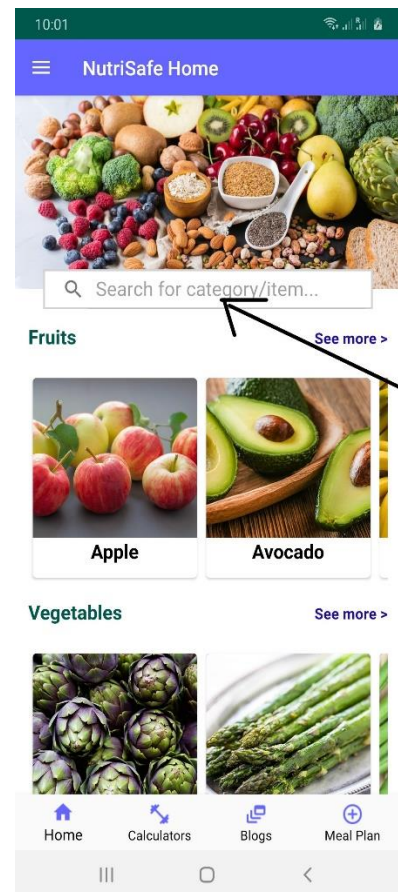 10:01
NutriSafe Home
Search for category/item...
Fruits See more >
Apple Avocado
Vegetables See more >
Home Calculators Blogs Meal Plan